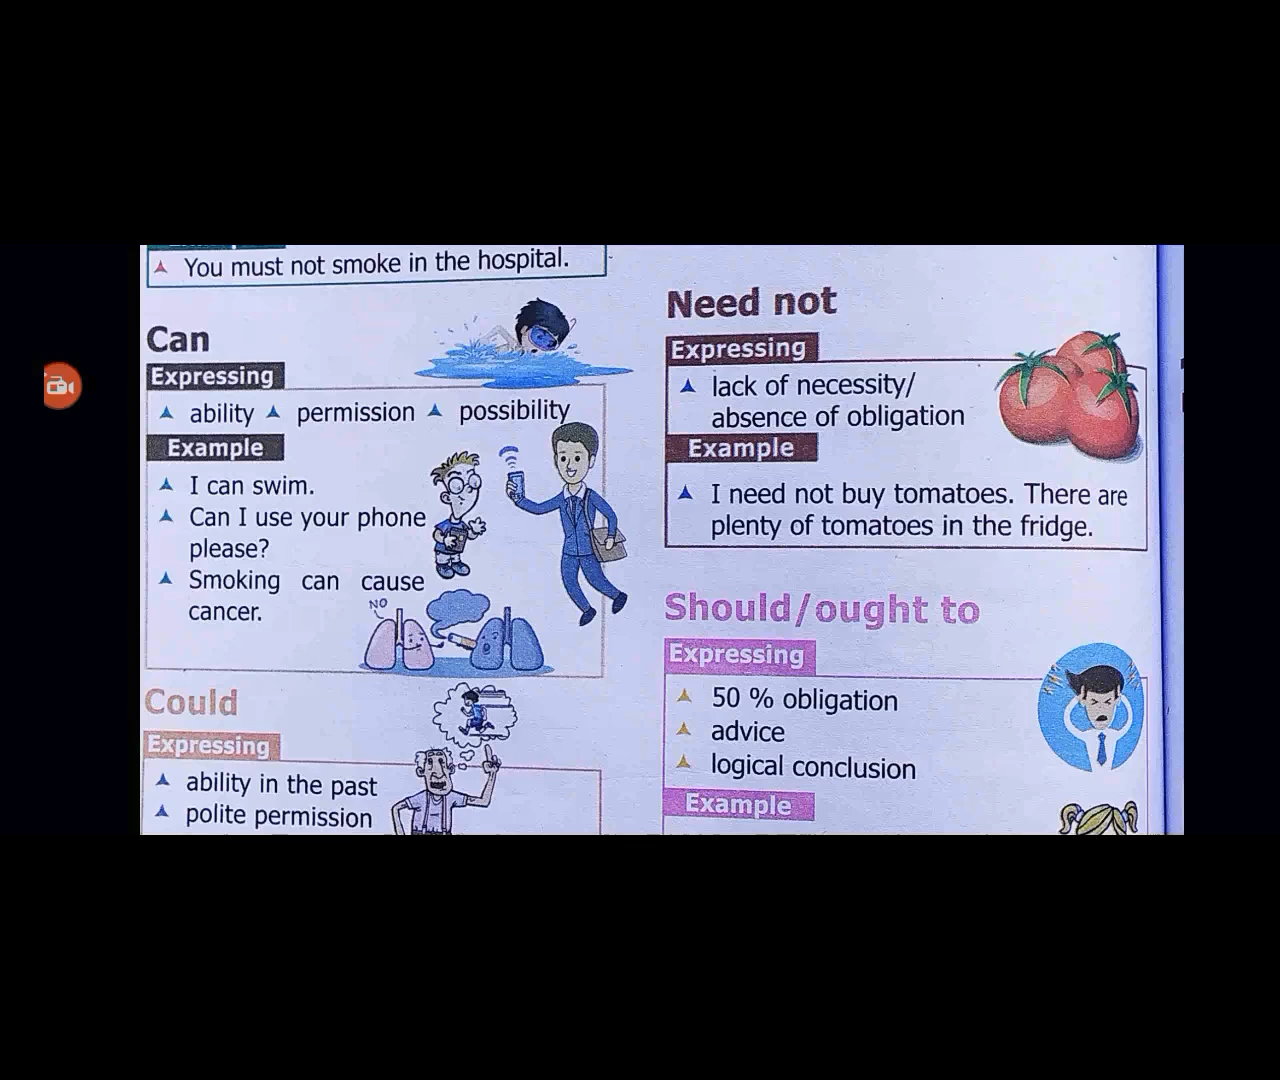 You must not smoke in the hospital.
Can
Expressing
ability permission possibility
Example
I can swim.
Can I use your phone
please?
Smoking can cause
cancer.
NO
Could
Expressing
ability in the past
polite permission
Need not
Expressing
lack of necessity/
absence of obligation
Example
I need not buy tomatoes. There are
plenty of tomatoes in the fridge.
Should/ought to
Expressing
50 % obligation
advice
logical conclusion
Example